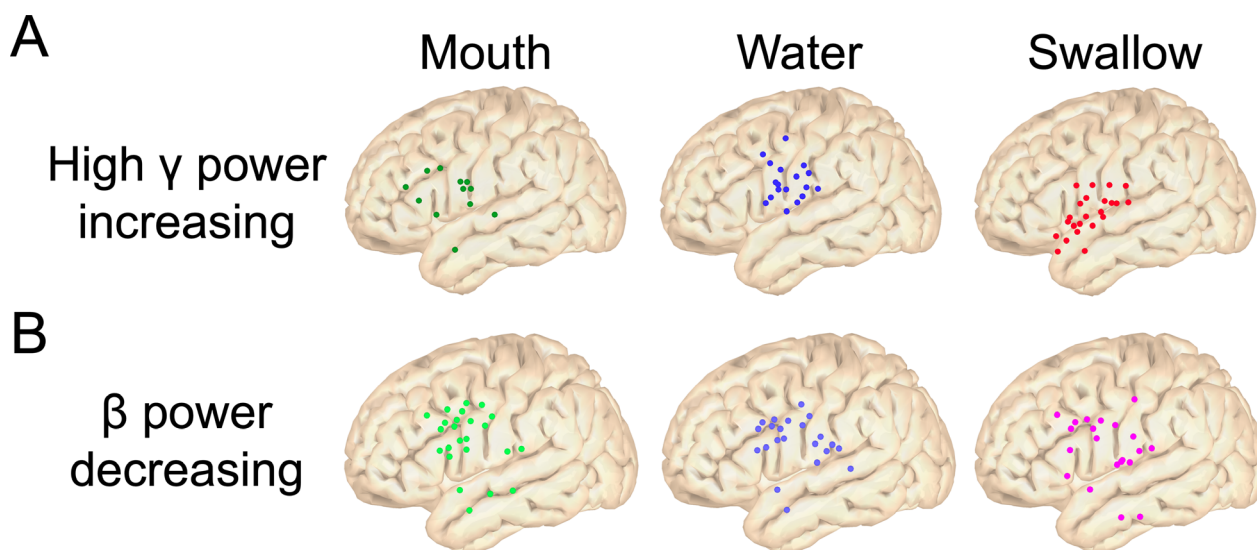 A
Mouth Water Swallow
High γ power
increasing
B
β power
decreasing